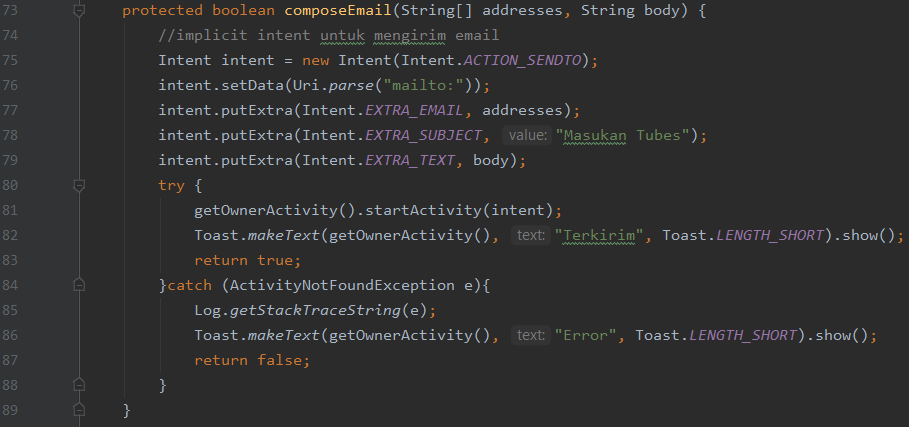 73 protected boolean composeEmail(String[] addresses, String body) {
74 //implicit intent untuk mengirim email
75 Intent intent = new Intent(Intent.ACTION_SENDTO);
76 intent.setData(Uri.parse("mailto:"));
77 intent.putExtra(Intent.EXTRA_EMAIL, addresses);
78 intent.putExtra(Intent.EXTRA_SUBJECT, value: "Masukan Tubes");
79 intent.putExtra(Intent.EXTRA_TEXT, body);
80 try {
81 getOwnerActivity().startActivity(intent);
82 Toast.makeText(getOwnerActivity(), text: "Terkirim", Toast.LENGTH_SHORT).show();
83 return true;
84 }catch (ActivityNotFoundException e){
85 Log.getStackTraceString(e);
86 Toast.makeText(getOwnerActivity(), text: "Error", Toast.LENGTH_SHORT).show();
87 return false;
88 }
89 }